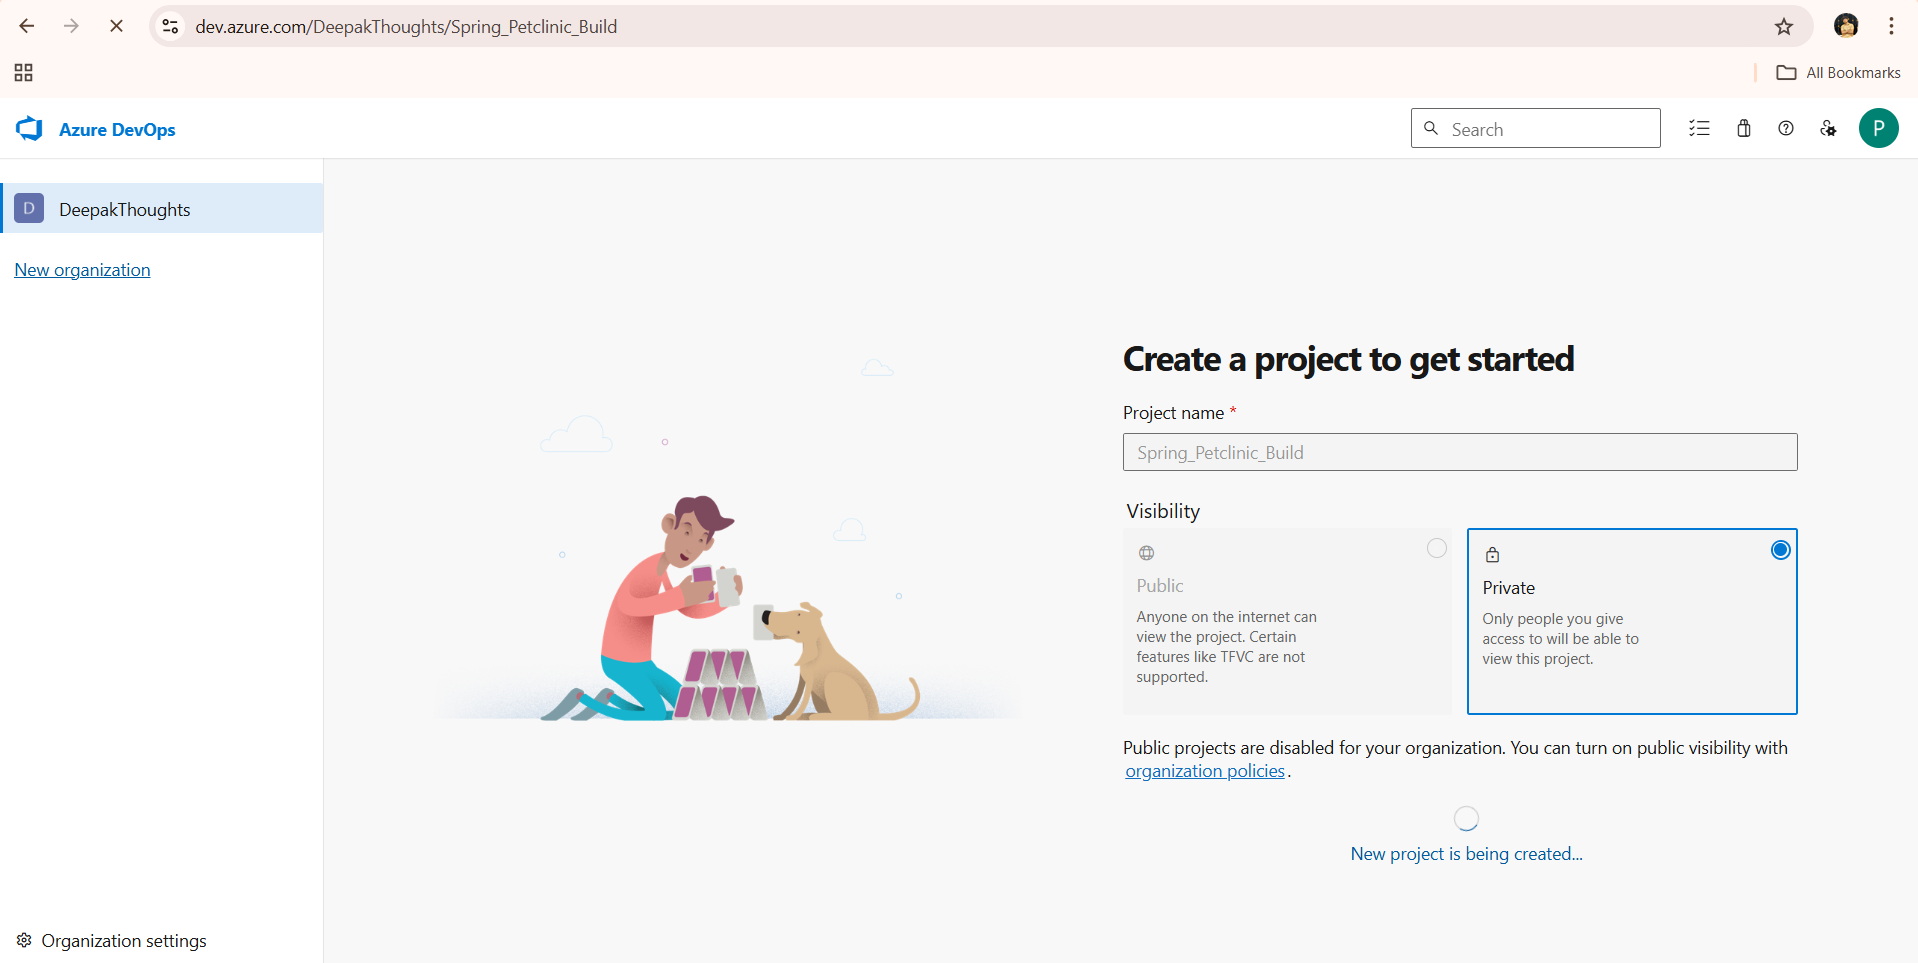 dev.azure.com/DeepakThoughts/Spring_Petclinic_Build
All Bookmarks
Azure DevOps
Search
P
D
DeepakThoughts
New organization
Create a project to get started
Project name *
Spring_Petclinic_Build
Visibility
Public
Anyone on the internet can
view the project. Certain
features like TFVC are not
supported.
Private
Only people you give
access to will be able to
view this project.
Public projects are disabled for your organization. You can turn on public visibility with
organization policies.
New project is being created...
Organization settings